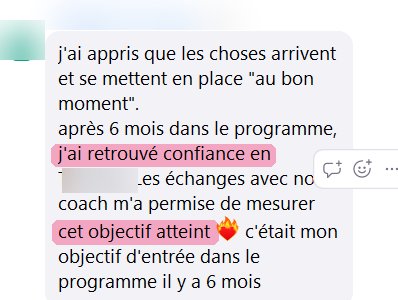 j'ai appris que les choses arrivent
et se mettent en place "au bon
moment".
après 6 mois dans le programme,
j'ai retrouvé confiance en
Les échanges avec
coach m'a permise de mesurer
cet objectif atteint ❤️‍🔥 c'était mon
objectif d'entrée dans le
programme il y a 6 mois